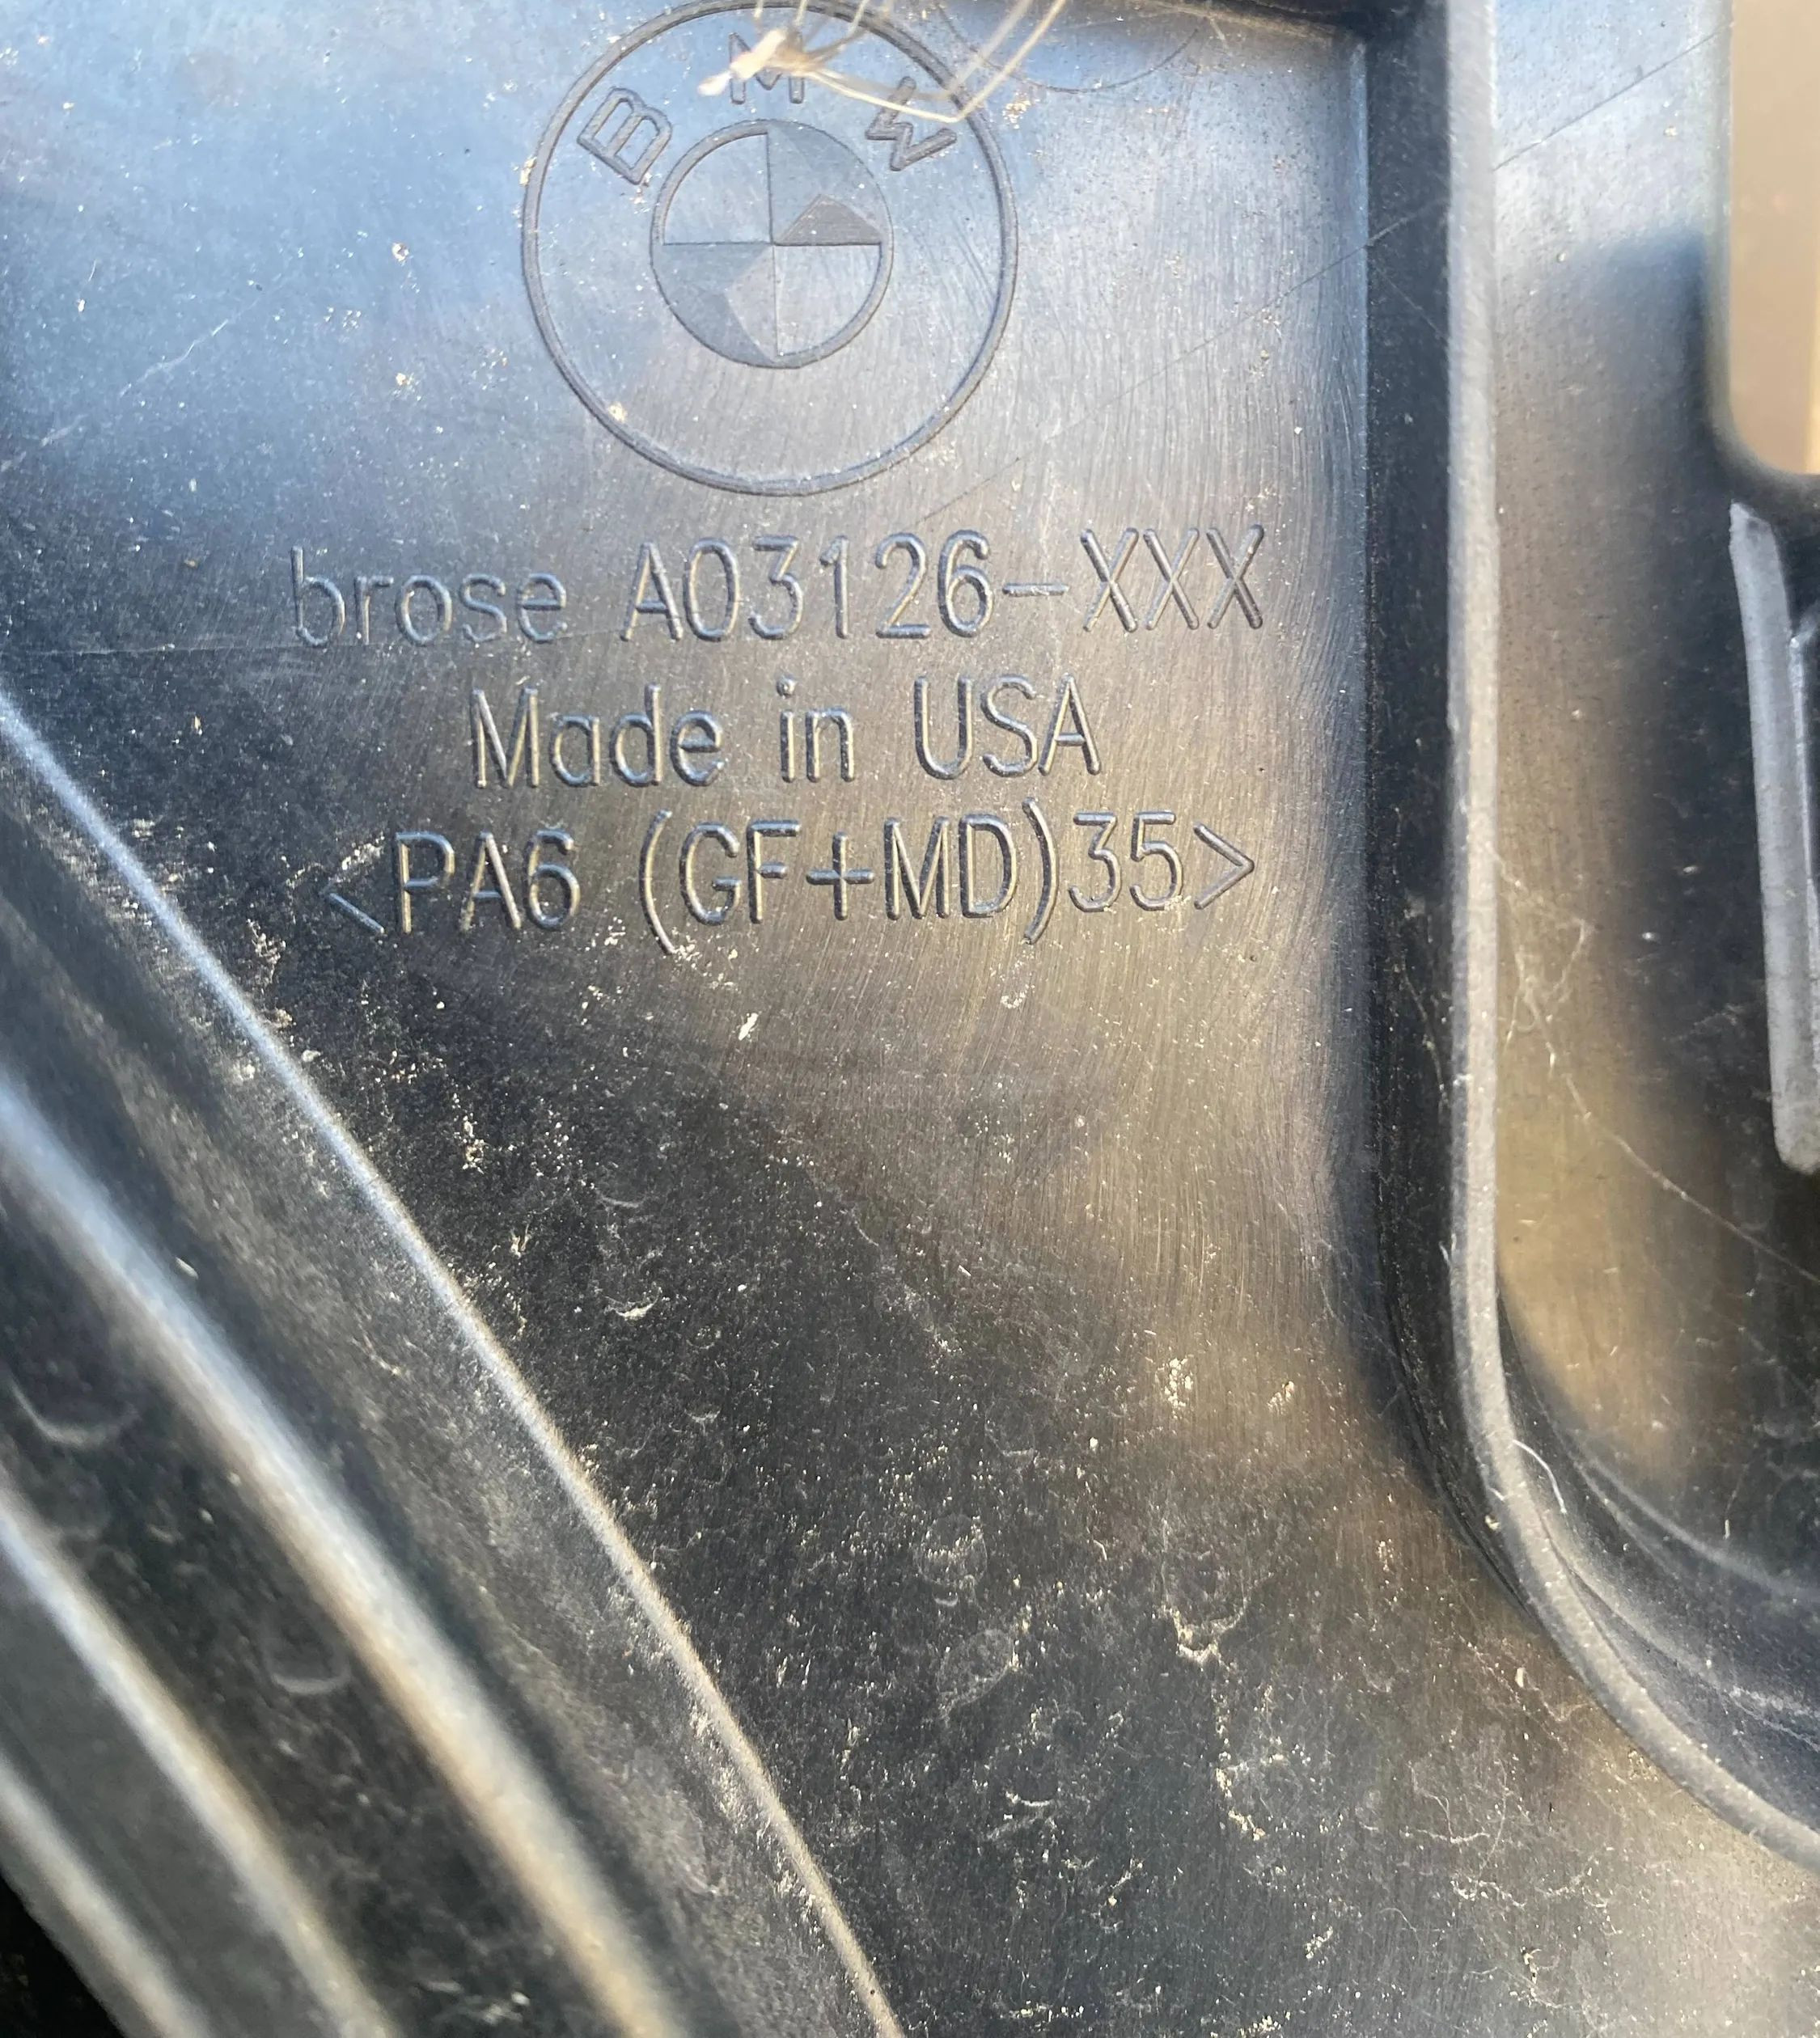 BMW
brose A03126-XXX
Made in USA
<PA6 (GF+MD)35>